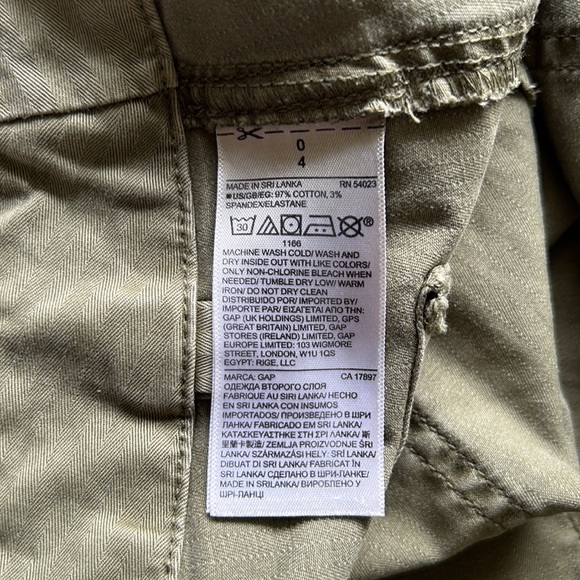 0
4
MADE IN SRI LANKA RN 54023
US/GB/EG: 97% COTTON, 3%
SPANDEX/ELASTANE
30
1166
MACHINE WASH COLD/ WASH AND
DRY INSIDE OUT WITH LIKE COLORS/
ONLY NON-CHLORINE BLEACH WHEN
NEEDED/ TUMBLE DRY LOW/ WARM
IRON/ DO NOT DRY CLEAN
DISTRIBUIDO POR/ IMPORTED BY/
IMPORTADO PAR/ ΕΙΣΑΓΕΤΑΙ ΑΠΟ ΤΗΝ:
GAP (UK HOLDINGS) LIMITED, GPS
(GREAT BRITAIN) LIMITED, GAP
STORES (IRELAND) LIMITED, GAP
EUROPE LIMITED: 103 WIGMORE
STREET, LONDON, W1U 1QS
EGYPT: RIGE, LLC
MARCA: GAP CA 17897
ОДЕЖДА ВТОРОГО СЛОЯ
FABRIQUE AU SRI LANKA/ HECHO
EN SRI LANKA CON INSUMOS
IMPORTADOS/ ПРОИЗВЕДЕНО В ШРИ
ЛАНКА/ FABRICADO EM SRI LANKA/
ΚΑΤΑΣΚΕΥΑΣΤΗΚΕ ΣΤΗ ΣΡΙ ΛΑΝΚΑ/ 斯
里蘭卡製造/ ZEMLJA PROIZVODNJE ŠRI
LANKA/ SZÁRMAZÁSI HELY: SRÍ LANKA/
DIBUAT DI SRI LANKA/ FABRICAT ÎN
SRI LANKA/ СДЕЛАНО В ШРИ-ЛАНКА/
MADE IN SRILANKA/ ВИРОБЛЕНО У
ШРІ-ЛАНЦІ